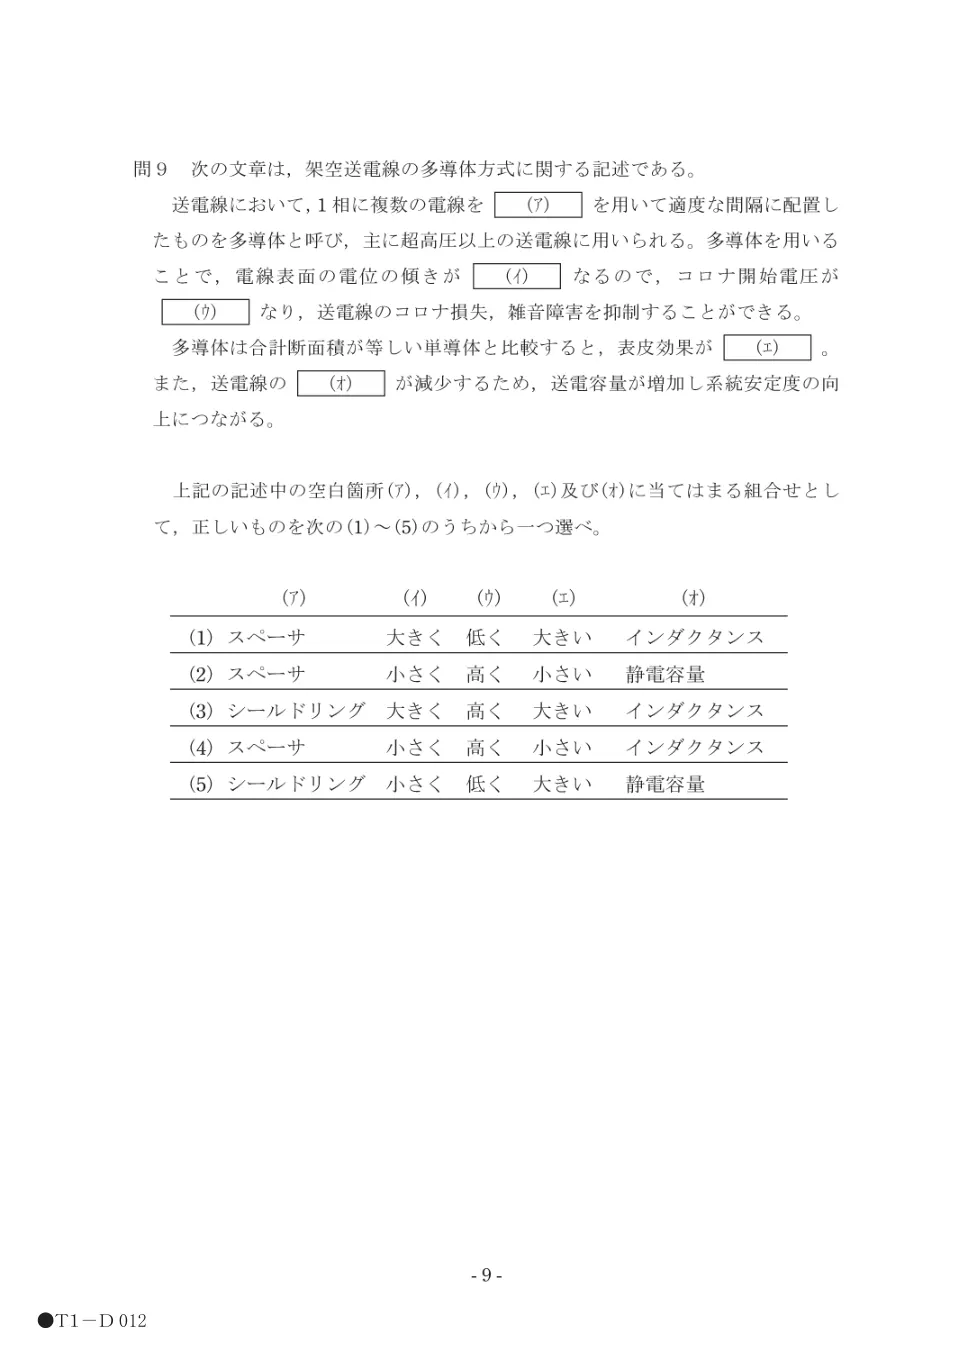 問９　次の文章は，架空送電線の多導体方式に関する記述である。
送電線において，1 相に複数の電線を (ｱ) を用いて適度な間隔に配置し
たものを多導体と呼び，主に超高圧以上の送電線に用いられる。多導体を用いる
ことで，電線表面の電位の傾きが (ｲ) なるので，コロナ開始電圧が
(ｳ) なり，送電線のコロナ損失，雑音障害を抑制することができる。
多導体は合計断面積が等しい単導体と比較すると，表皮効果が (ｴ) 。
また，送電線の (ｵ) が減少するため，送電容量が増加し系統安定度の向
上につながる。
上記の記述中の空白箇所(ｱ)，(ｲ)，(ｳ)，(ｴ)及び(ｵ)に当てはまる組合せとし
て，正しいものを次の(1)～(5)のうちから一つ選べ。
(ｱ) (ｲ) (ｳ) (ｴ) (ｵ)
(1) スペーサ 大きく 低く 大きい インダクタンス
(2) スペーサ 小さく 高く 小さい 静電容量
(3) シールドリング 大きく 高く 大きい インダクタンス
(4) スペーサ 小さく 高く 小さい インダクタンス
(5) シールドリング 小さく 低く 大きい 静電容量
- 9 -
●T1－D 012